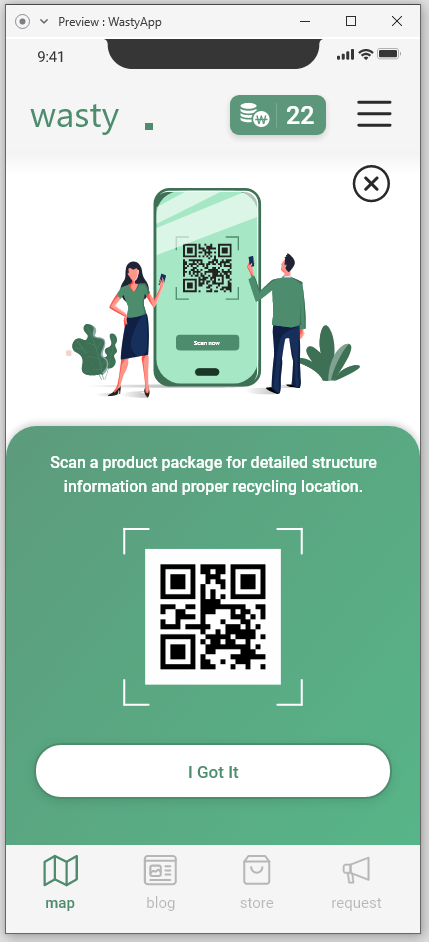 Preview : WastyApp
9:41
wasty
22
Scan now
Scan a product package for detailed structure
information and proper recycling location.
I Got It
map
blog
store
request